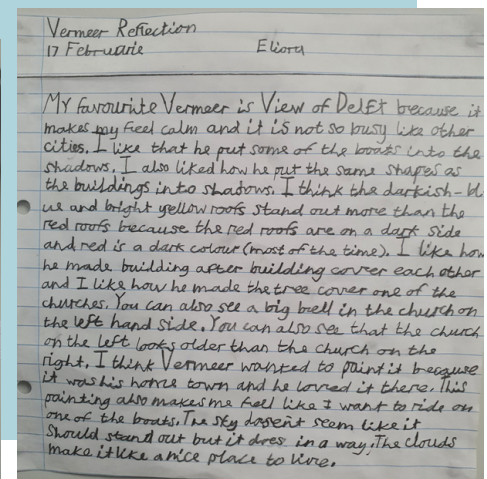 Vermeer Reflection
17 Februarie Eliora
My favourite Vermeer is View of Delft because it
makes my feel calm and it is not so busy like other
cities. I like that he put some of the boats into the
shadows. I also liked how he put the same shapes as
the buildings into shadows. I think the darkish-bl
ue and bright yellow roofs stand out more than the
red roofs because the red roofs are on a dark side
and red is a dark colour (most of the time). I like how
he made building after building cover each other
and I like how he made the tree cover one of the
churches. You can also see a big bell in the church on
the left hand side. You can also see that the church
on the left looks older than the church on the
right. I think Vermeer wanted to paint it because
it was his home town and he loved it there. This
painting also makes me fell like I want to ride on
one of the boats. The sky dosent seem like it
should stand out but it dres in a way. The clouds
make it like a nice place to live.